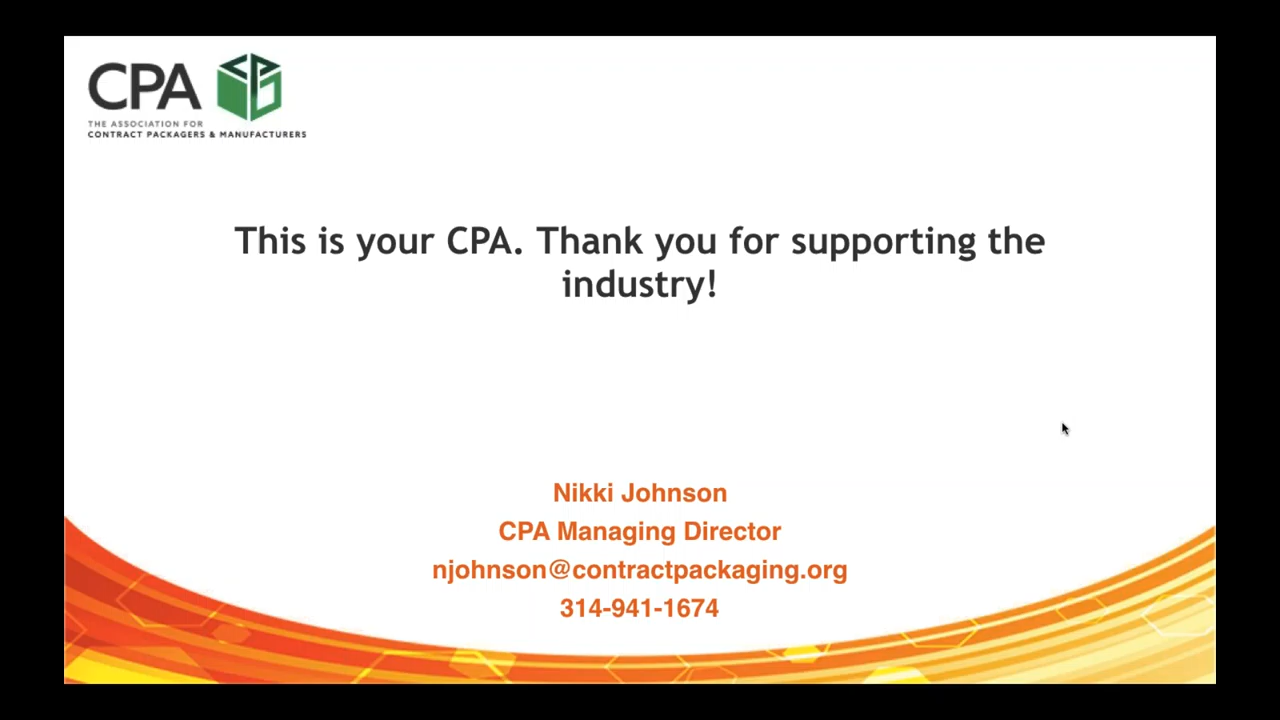 CPA
THE ASSOCIATION FOR
CONTRACT PACKAGERS & MANUFACTURERS
This is your CPA. Thank you for supporting the
industry!
Nikki Johnson
CPA Managing Director
njohnson@contractpackaging.org
314-941-1674